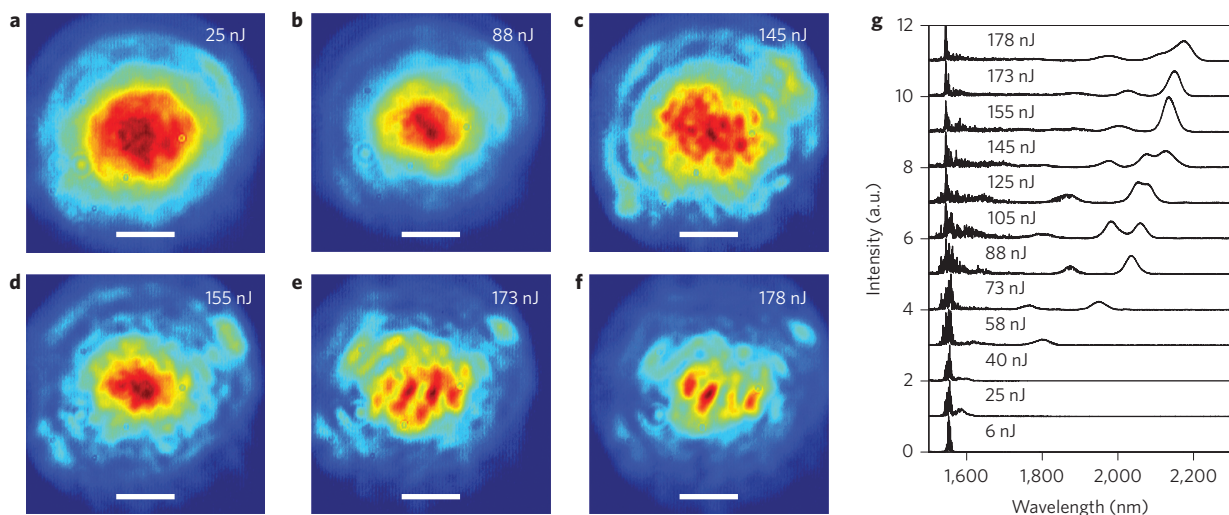 a
25 nJ
b
88 nJ
c
145 nJ
d
155 nJ
e
173 nJ
f
178 nJ
g
12
10
8
6
4
2
0
Intensity (a.u.)
178 nJ
173 nJ
155 nJ
145 nJ
125 nJ
105 nJ
88 nJ
73 nJ
58 nJ
40 nJ
25 nJ
6 nJ
1,600
1,800
2,000
2,200
Wavelength (nm)